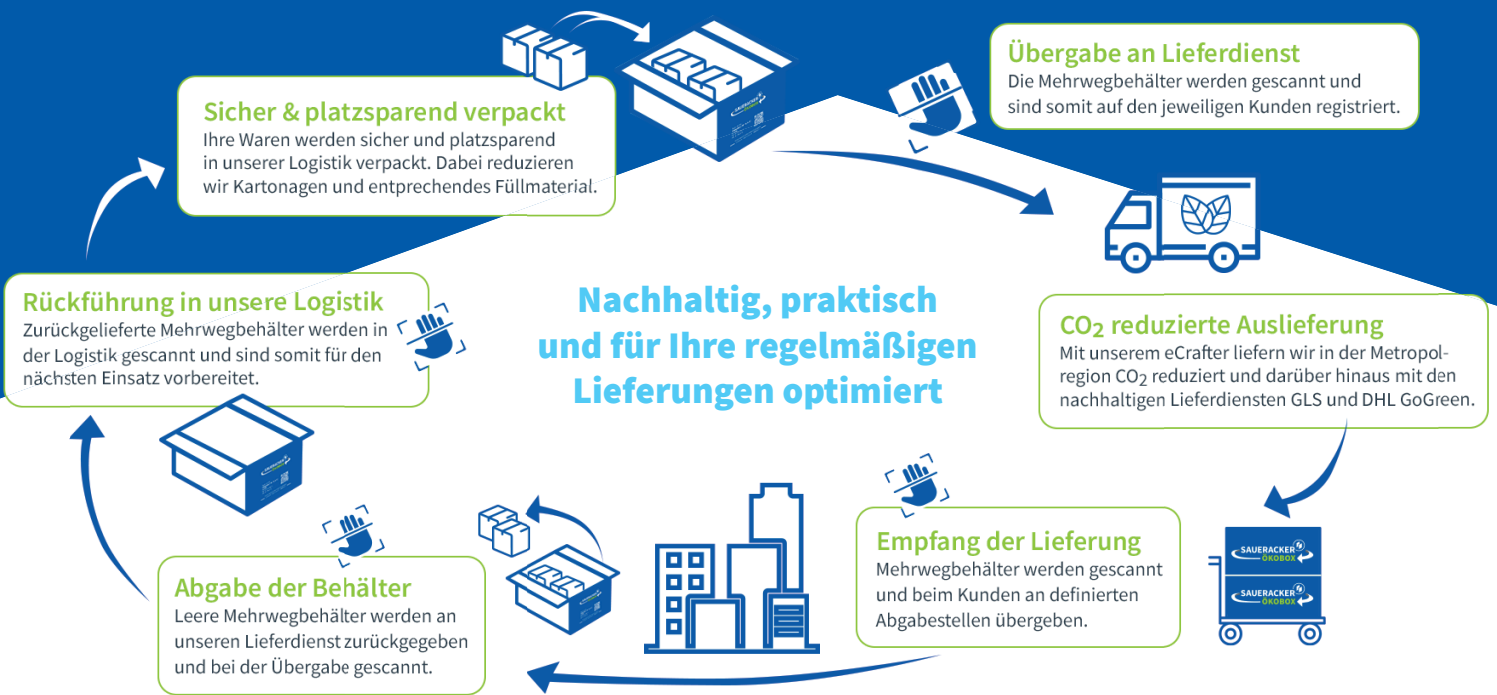 Sicher & platzsparend verpackt
Ihre Waren werden sicher und platzsparend
in unserer Logistik verpackt. Dabei reduzieren
wir Kartonagen und entprechendes Füllmaterial.
SAUERACKER
ÖKOBOX
Übergabe an Lieferdienst
Die Mehrwegbehälter werden gescannt und
sind somit auf den jeweiligen Kunden registriert.
Rückführung in unsere Logistik
Zurückgelieferte Mehrwegbehälter werden in
der Logistik gescannt und sind somit für den
nächsten Einsatz vorbereitet.
Nachhaltig, praktisch
und für Ihre regelmäßigen
Lieferungen optimiert
CO2 reduzierte Auslieferung
Mit unserem eCrafter liefern wir in der Metropol-
region CO2 reduziert und darüber hinaus mit den
nachhaltigen Lieferdiensten GLS und DHL GoGreen.
SAUERACKER
ÖKOBOX
Empfang der Lieferung
Mehrwegbehälter werden gescannt
und beim Kunden an definierten
Abgabestellen übergeben.
SAUERACKER
ÖKOBOX
SAUERACKER
ÖKOBOX
Abgabe der Behälter
Leere Mehrwegbehälter werden an
unseren Lieferdienst zurückgegeben
und bei der Übergabe gescannt.